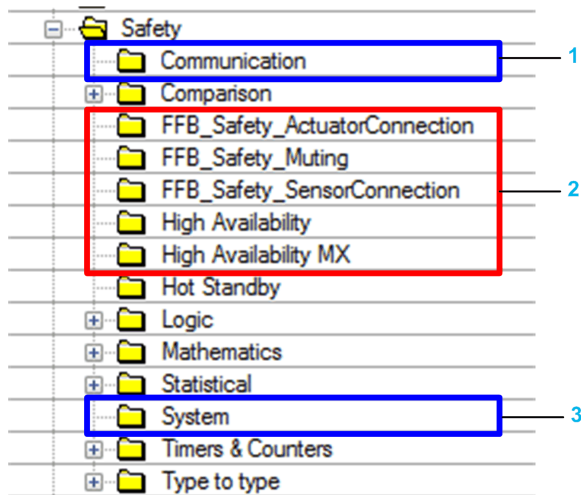 Safety
Communication 1
Comparison
FFB_Safety_ActuatorConnection
FFB_Safety_Muting
FFB_Safety_SensorConnection 2
High Availability
High Availability MX
Hot Standby
Logic
Mathematics
Statistical
System 3
Timers & Counters
Type to type